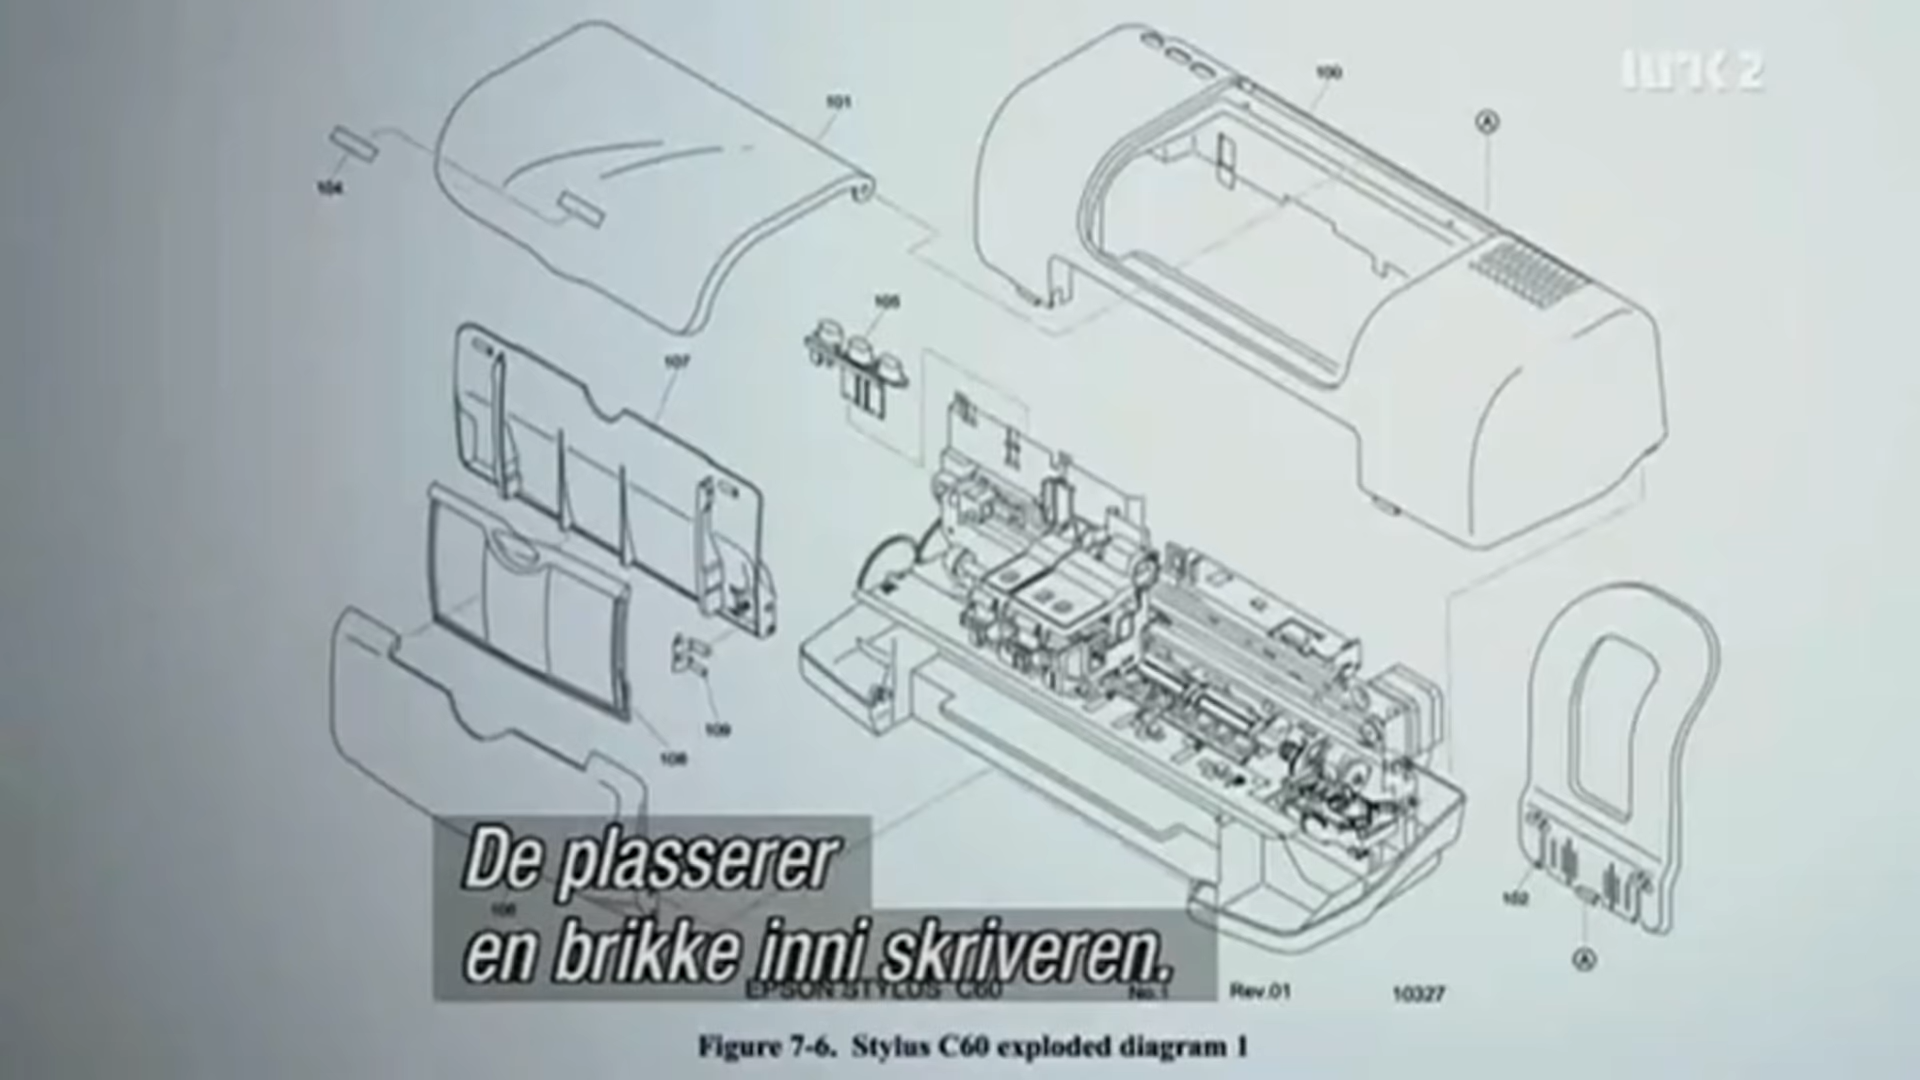 NRK 2
100
101
A
104
105
107
109
108
102
106
A
De plasserer
en brikke inni skriveren.
EPSON STYLUS C60 No.1 Rev.01 10327
Figure 7-6. Stylus C60 exploded diagram 1